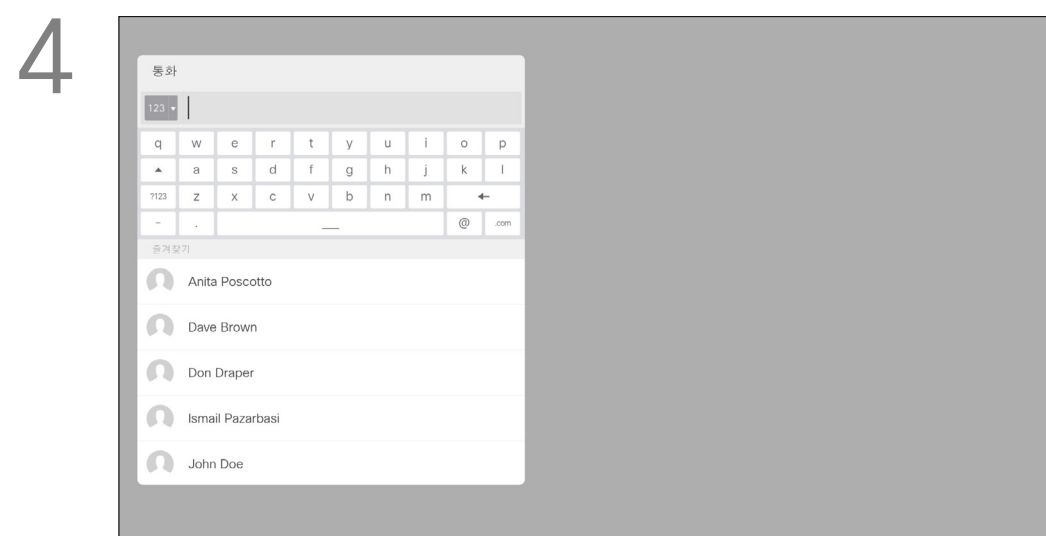 4
통화
123
q w e r t y u i o p
a s d f g h j k l
?123 z x c v b n m ←
- . @ .com
즐겨찾기
Anita Poscotto
Dave Brown
Don Draper
Ismail Pazarbasi
John Doe